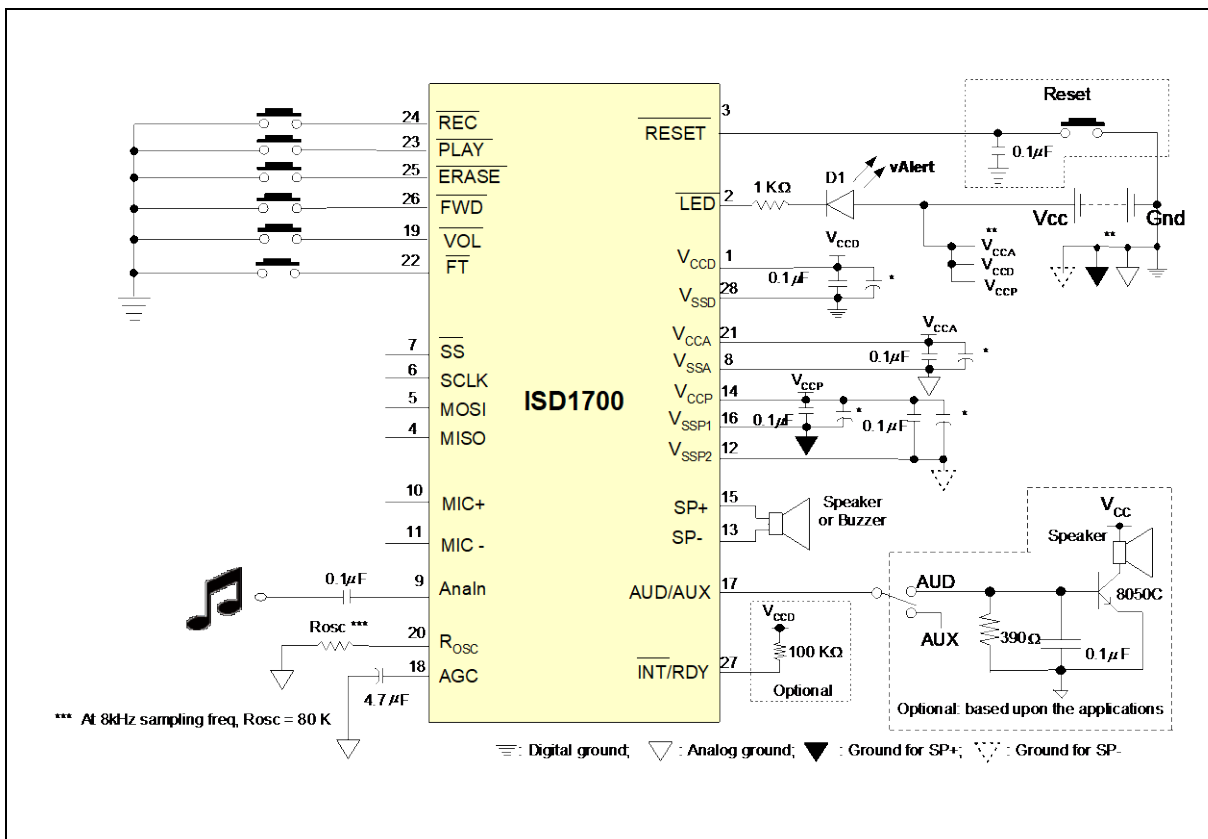 ISD1700
24 REC
23 PLAY
25 ERASE
26 FWD
19 VOL
22 FT
7 SS
6 SCLK
5 MOSI
4 MISO
10 MIC+
11 MIC -
0.1µF 9 AnaIn
Rosc *** 20 ROSC
4.7µF 18 AGC
*** At 8kHz sampling freq, Rosc = 80 K
RESET 3
Reset
0.1µF
LED 2
1 KΩ
D1
vAlert
Vcc
Gnd
**
**
VCCA
VCCD
VCCP
VCCD 1
VCCD
0.1µF
*
VSSD 28
VCCA 21
VCCA
0.1µF
*
VSSA 8
VCCP 14
VCCP
0.1µF
*
0.1µF
*
VSSP1 16
VSSP2 12
SP+ 15
SP- 13
Speaker
or Buzzer
AUD/AUX 17
AUD
AUX
390Ω
0.1µF
VCC
Speaker
8050C
Optional: based upon the applications
INT/RDY 27
VCCD
100 KΩ
Optional
: Digital ground; : Analog ground; : Ground for SP+; : Ground for SP-